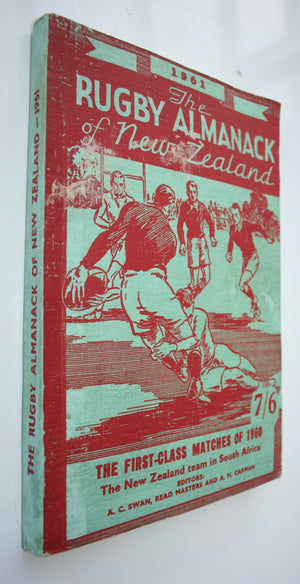 THE RUGBY ALMANACK OF NEW ZEALAND — 1961
1961
The
RUGBY ALMANACK
of New Zealand
7/6
THE FIRST-CLASS MATCHES OF 1960
The New Zealand team in South Africa
EDITORS:
A. C. SWAN, READ MASTERS AND A. H. CARMAN